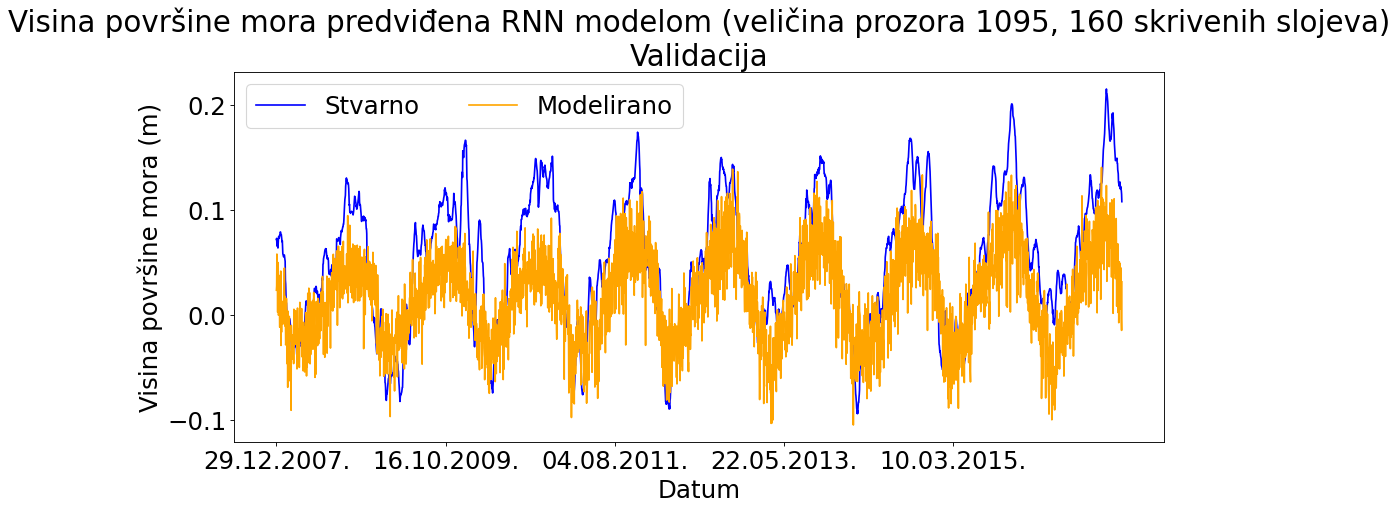 Visina površine mora predviđena RNN modelom (veličina prozora 1095, 160 skrivenih slojeva)
Validacija
Stvarno
Modelirano
Visina površine mora (m)
0.2
0.1
0.0
−0.1
29.12.2007.
16.10.2009.
04.08.2011.
22.05.2013.
10.03.2015.
Datum